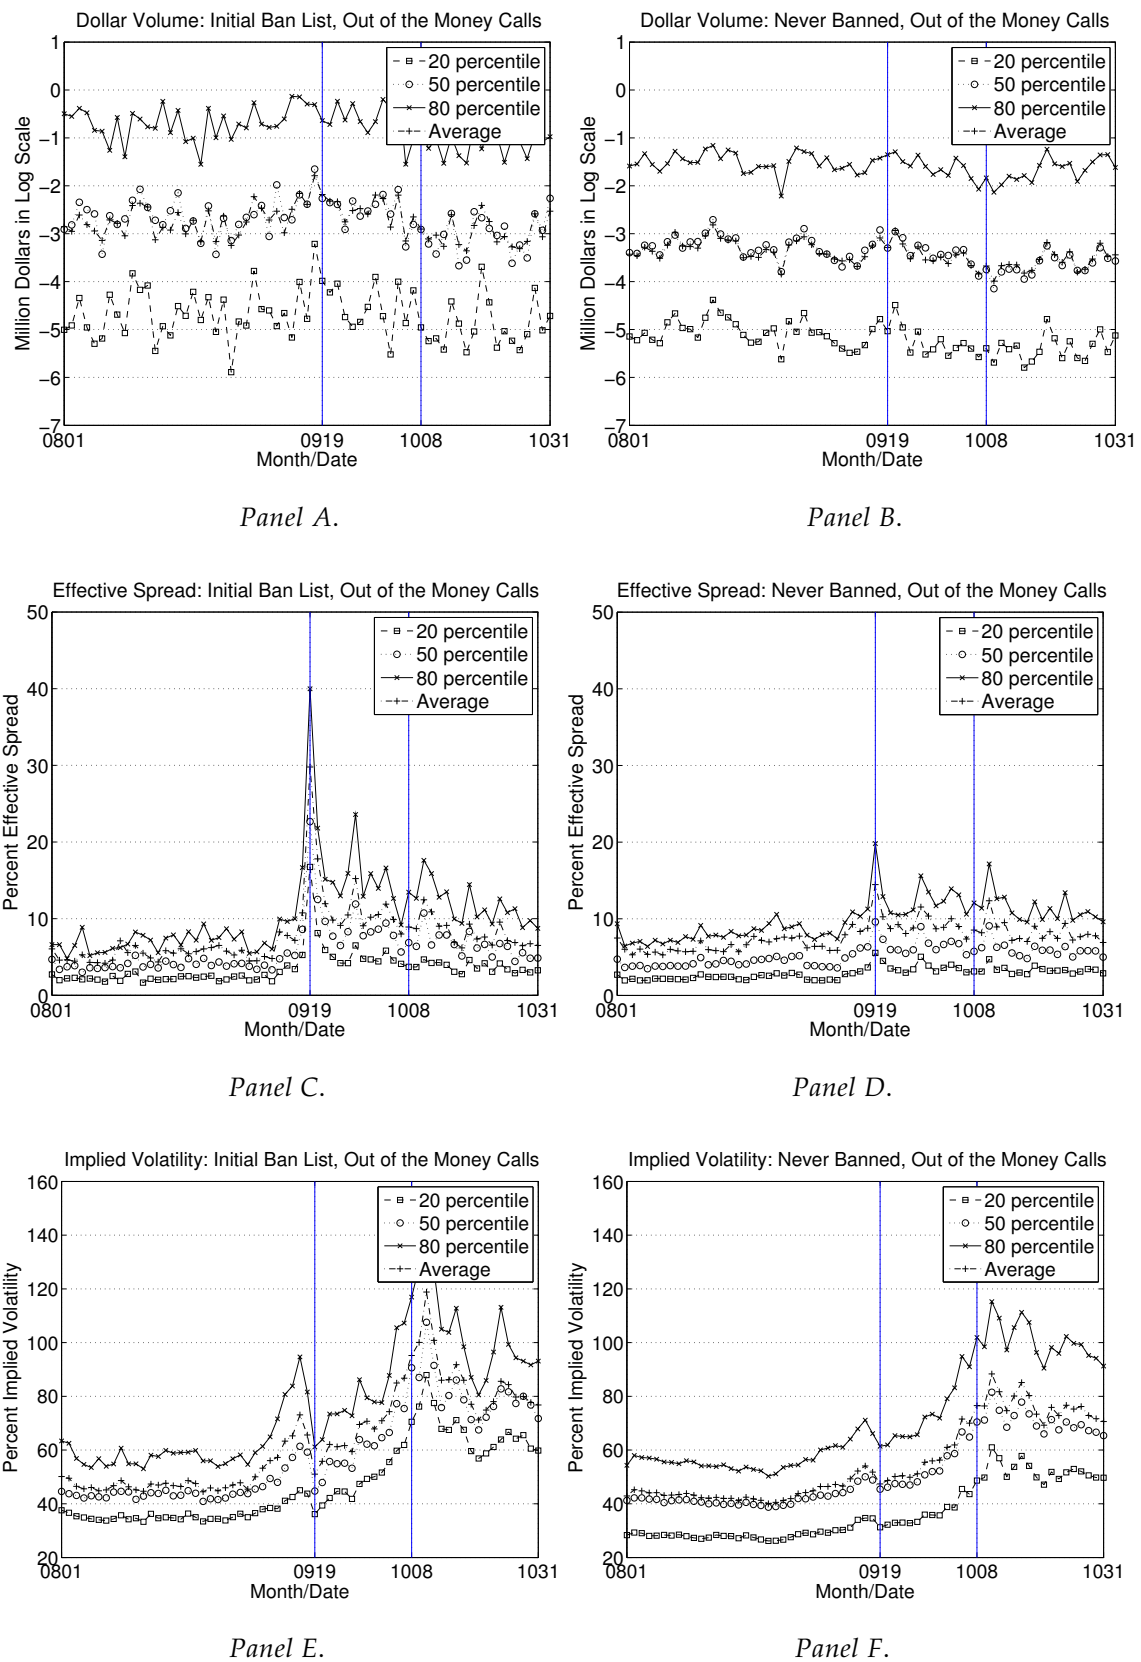 Dollar Volume: Initial Ban List, Out of the Money Calls
1
0
−1
−2
−3
−4
−5
−6
−7
Million Dollars in Log Scale
20 percentile
50 percentile
80 percentile
Average
0801
0919
1008
1031
Month/Date
Panel A.
Dollar Volume: Never Banned, Out of the Money Calls
1
0
−1
−2
−3
−4
−5
−6
−7
Million Dollars in Log Scale
20 percentile
50 percentile
80 percentile
Average
0801
0919
1008
1031
Month/Date
Panel B.
Effective Spread: Initial Ban List, Out of the Money Calls
50
40
30
20
10
0
Percent Effective Spread
20 percentile
50 percentile
80 percentile
Average
0801
0919
1008
1031
Month/Date
Panel C.
Effective Spread: Never Banned, Out of the Money Calls
50
40
30
20
10
0
Percent Effective Spread
20 percentile
50 percentile
80 percentile
Average
0801
0919
1008
1031
Month/Date
Panel D.
Implied Volatility: Initial Ban List, Out of the Money Calls
160
140
120
100
80
60
40
20
Percent Implied Volatility
20 percentile
50 percentile
80 percentile
Average
0801
0919
1008
1031
Month/Date
Panel E.
Implied Volatility: Never Banned, Out of the Money Calls
160
140
120
100
80
60
40
20
Percent Implied Volatility
20 percentile
50 percentile
80 percentile
Average
0801
0919
1008
1031
Month/Date
Panel F.